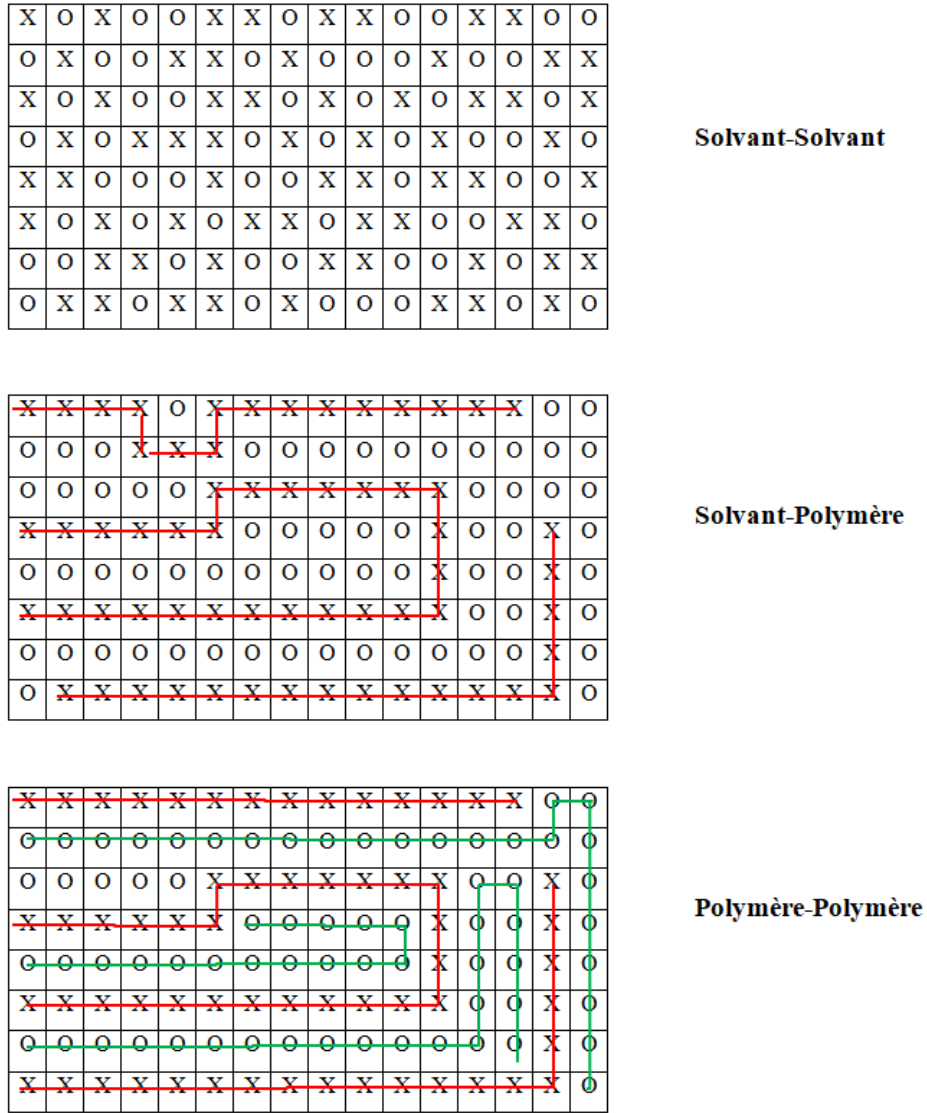 X O X O O X X O X X O O X X O O
O X O O X X O X O O O X O O X X
X O X O O X X O X O X O X X O X
O X O X X X O X O X O X O O X O
Solvant-Solvant
X X O O O X O O X X O X X O O X
X O X O X O X X O X X O O X X O
O O X X O X O O X X O O X O X X
O X X O X X O X O O O X X O X O
X X X X O X X X X X X X X X O O
O O O X X X O O O O O O O O O O
O O O O O X X X X X X X O O O O
Solvant-Polymère
X X X X X X O O O O O X O O X O
O O O O O O O O O O O X O O X O
X X X X X X X X X X X X O O X O
O O O O O O O O O O O O O O X O
O X X X X X X X X X X X X X X O
X X X X X X X X X X X X X X O O
O O O O O O O O O O O O O O O O
O O O O O X X X X X X X O O X O
Polymère-Polymère
X X X X X X O O O O O X O O X O
O O O O O O O O O O O X O O X O
X X X X X X X X X X X X O O X O
O O O O O O O O O O O O O O X O
X X X X X X X X X X X X X X X O